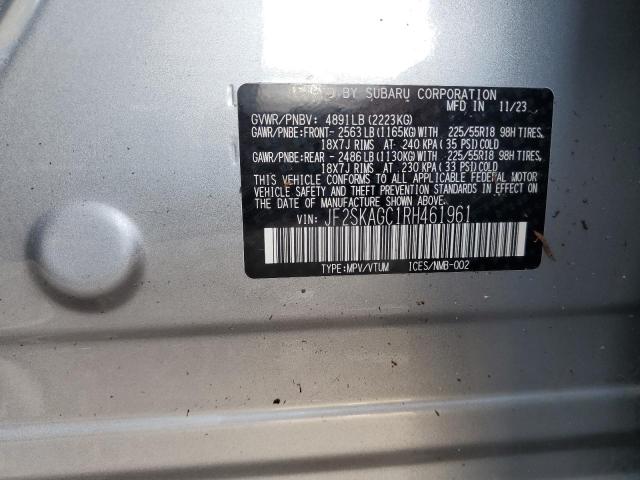 BY SUBARU CORPORATION
MFD IN 11/23
GVWR/PNBV: 4891LB(2223KG)
GAWR/PNBE:FRONT- 2563LB(1165KG)WITH 225/55R18 98H TIRES,
18X7J RIMS AT 240 KPA(35 PSI)COLD
GAWR/PNBE:REAR - 2486LB(1130KG)WITH 225/55R18 98H TIRES,
18X7J RIMS AT 230 KPA(33 PSI)COLD
THIS VEHICLE CONFORMS TO ALL APPLICABLE FEDERAL MOTOR
VEHICLE SAFETY AND THEFT PREVENTION STANDARDS IN EFFECT
ON THE DATE OF MANUFACTURE SHOWN ABOVE.
VIN: JF2SKAGC1RH461961
TYPE:MPV/VTUM ICES/NMB-002